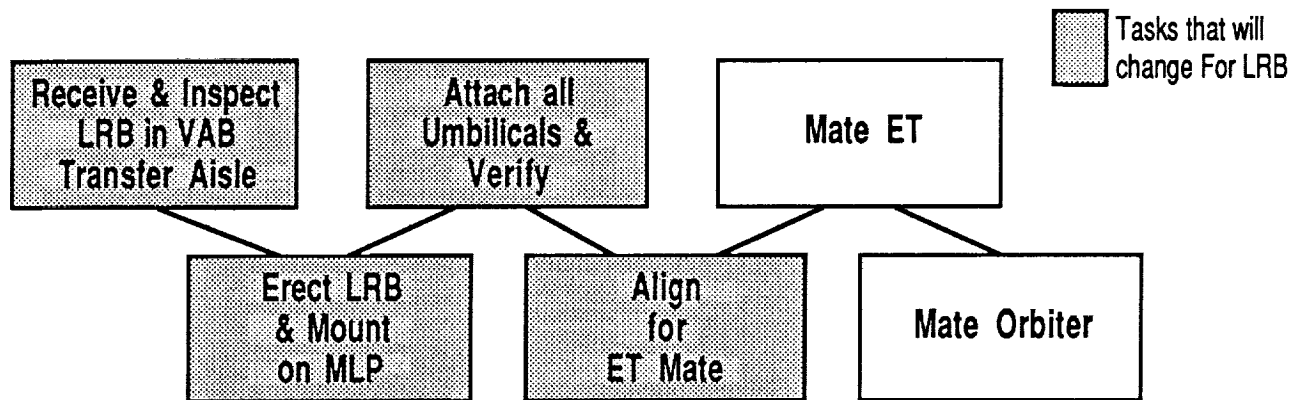 Receive & Inspect
LRB in VAB
Transfer Aisle
Attach all
Umbilicals &
Verify
Mate ET
Tasks that will
change For LRB
Erect LRB
& Mount
on MLP
Align
for
ET Mate
Mate Orbiter